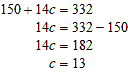 150 + 14c = 332
14c = 332 − 150
14c = 182
c = 13